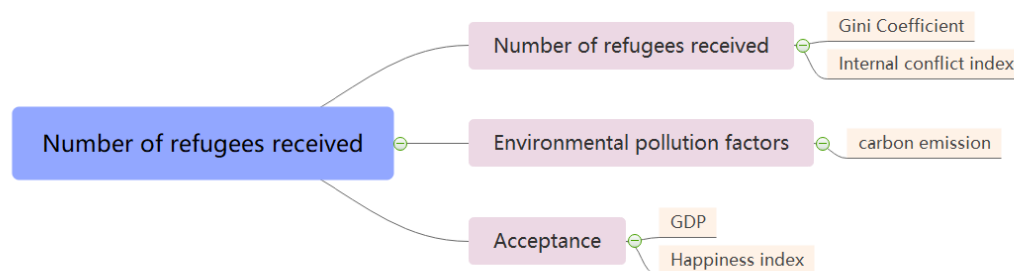 Number of refugees received
Number of refugees received
Gini Coefficient
Internal conflict index
Environmental pollution factors
carbon emission
Acceptance
GDP
Happiness index